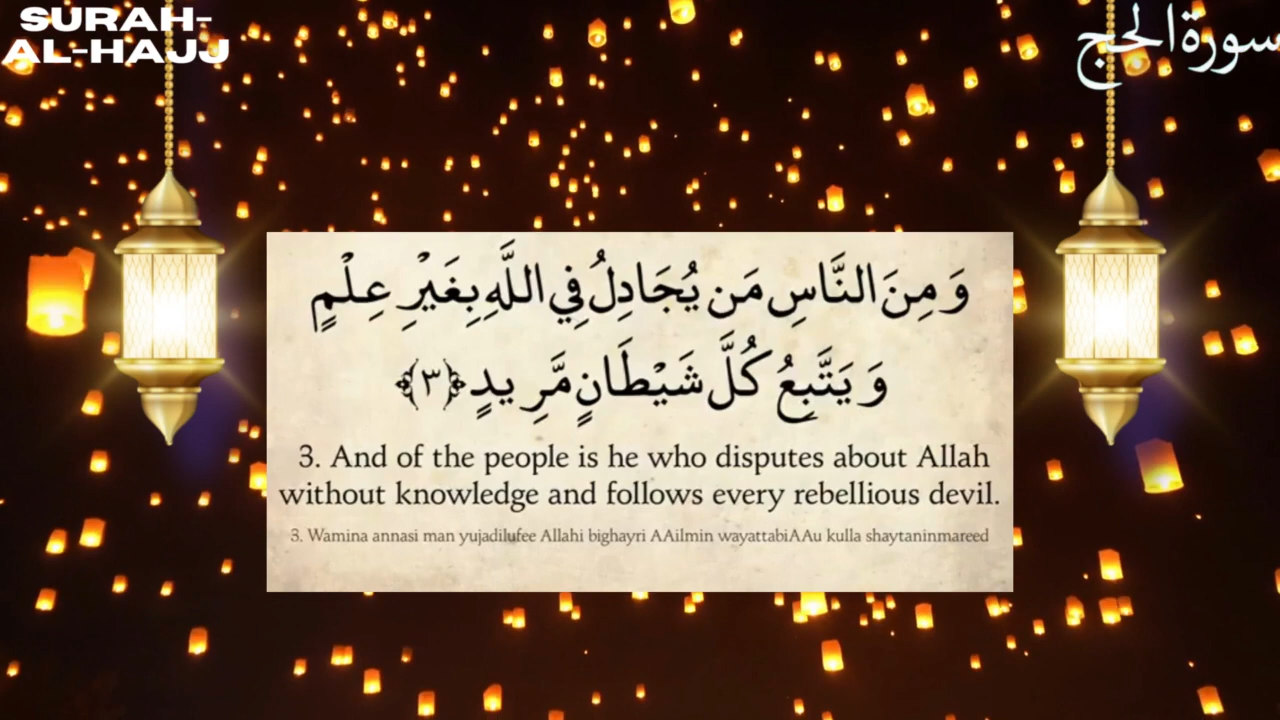 SURAH-
AL-HAJJ
سورة الحج
وَ مِنَ النَّاسِ مَن يُجَادِلُ فِي اللَّهِ بِغَيْرِ عِلْمٍ
وَ يَتَّبِعُ كُلَّ شَيْطَانٍ مَّرِيدٍ ﴿٣﴾
3. And of the people is he who disputes about Allah
without knowledge and follows every rebellious devil.
3. Wamina annasi man yujadilufee Allahi bighayri AAilmin wayattabiAAu kulla shaytaninmareed